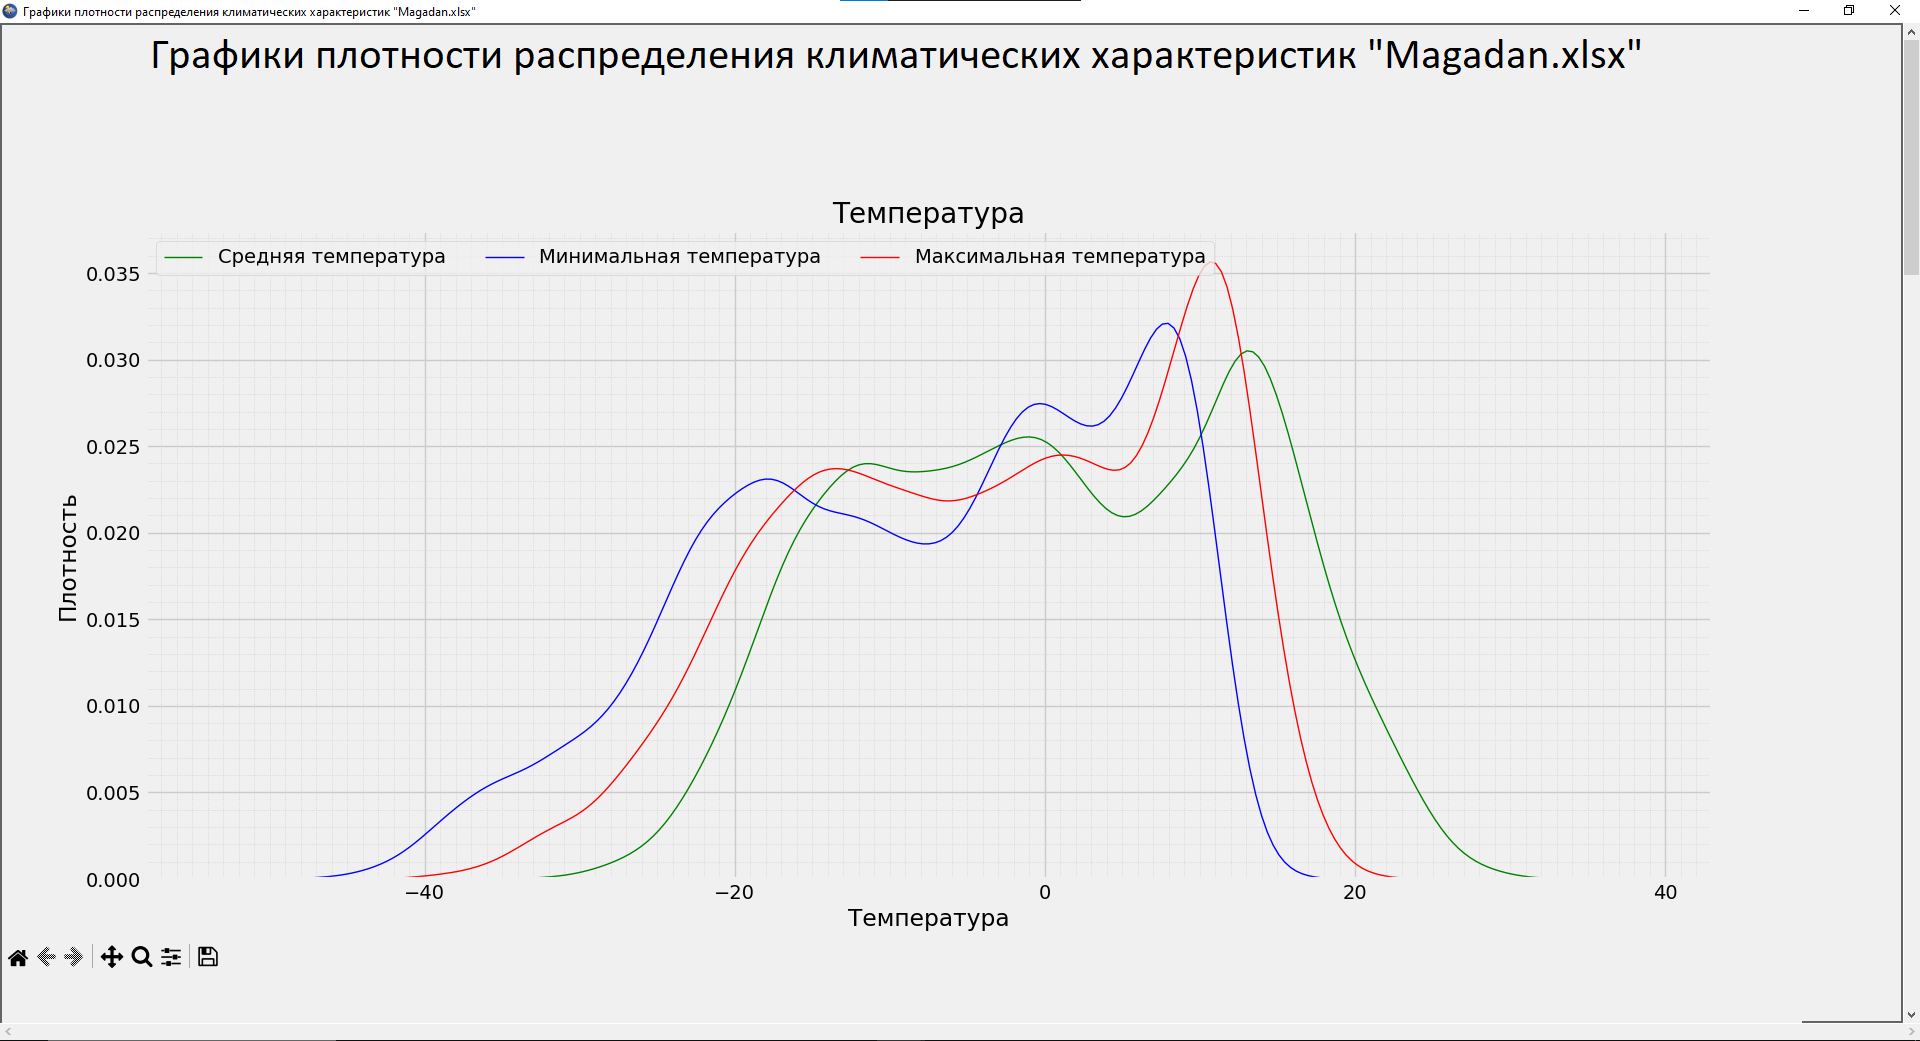 Графики плотности распределения климатических характеристик "Magadan.xlsx"
Графики плотности распределения климатических характеристик "Magadan.xlsx"
Температура
Средняя температура
Минимальная температура
Максимальная температура
0.035
0.030
0.025
0.020
0.015
0.010
0.005
0.000
Плотность
−40
−20
0
20
40
Температура